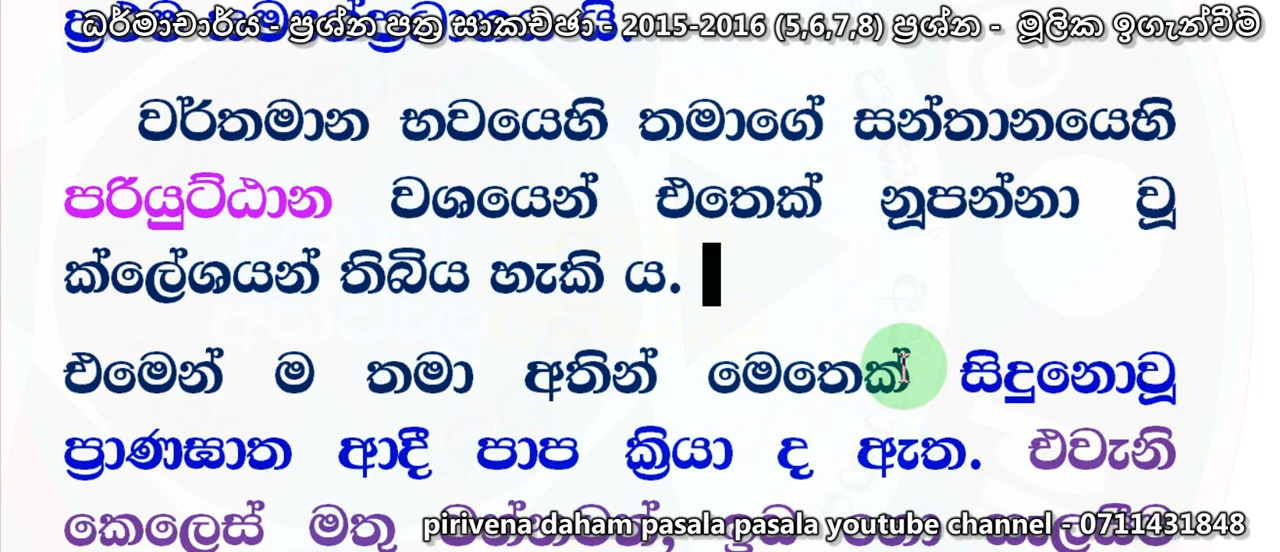 ධර්මාචාර්ය - ප්‍රශ්න පත්‍ර සාකච්ඡා - 2015-2016 (5,6,7,8) ප්‍රශ්න - මූලික ඉගැන්වීම්
වර්තමාන භවයෙහි තමාගේ සන්තානයෙහි
පරියුට්ඨාන වශයෙන් එතෙක් නූපන්නා වූ
ක්ලේශයන් තිබිය හැකි ය.
එමෙන් ම තමා අතින් මෙතෙක් සිදුනොවූ
ප්‍රාණඝාත ආදී පාප ක්‍රියා ද ඇත. එවැනි
කෙලෙස් මතු
pirivena daham pasala pasala youtube channel - 0711431848